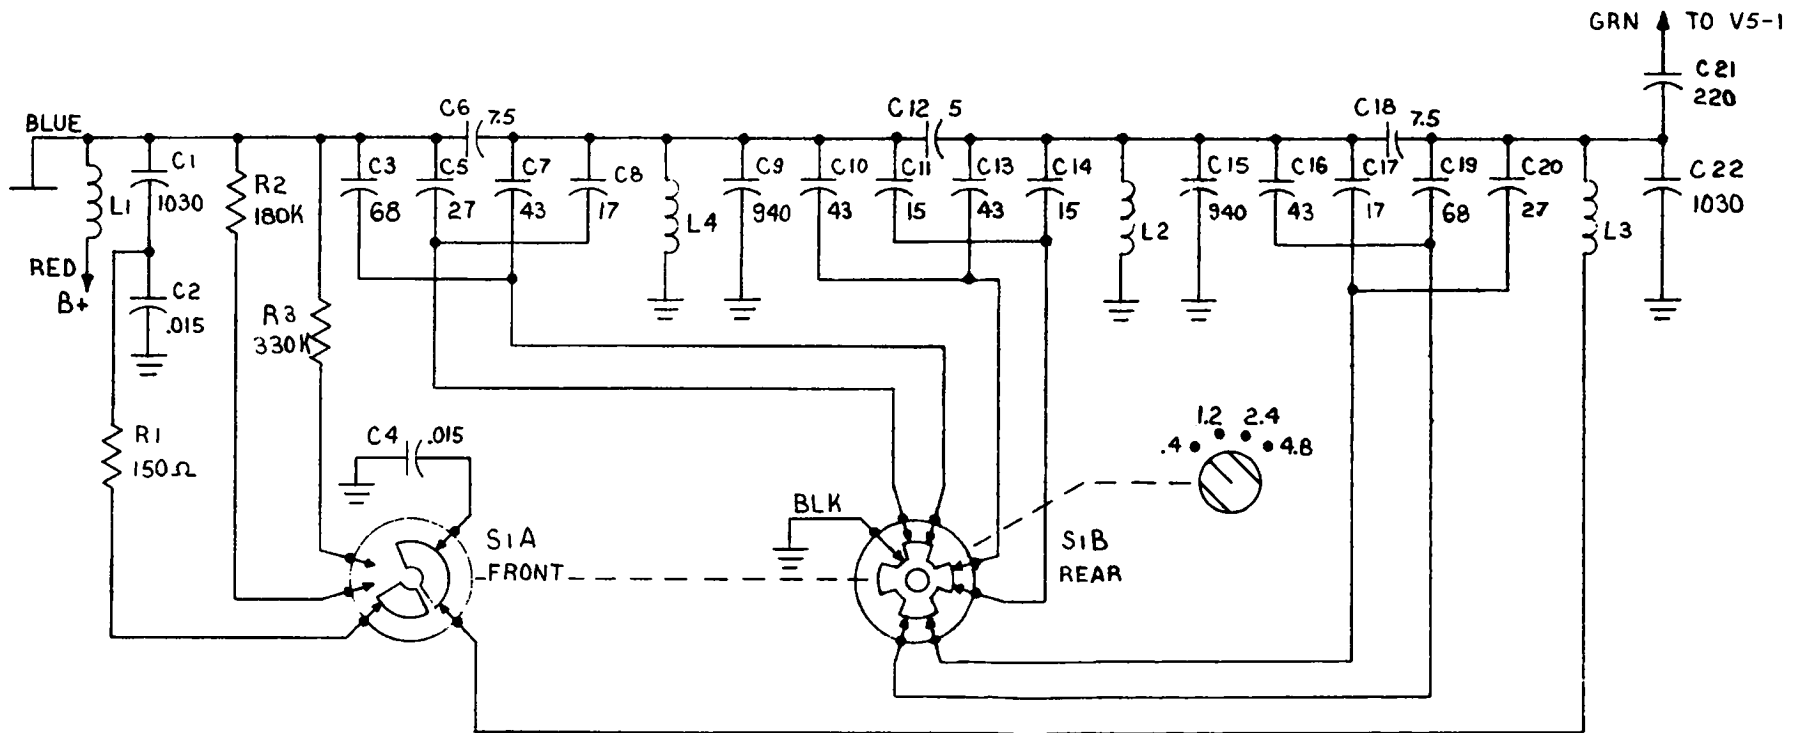 GRN TO V5-1
C21
220
BLUE
C6 7.5
C12 5
C18 7.5
L1
C1
1030
R2
180K
C3
68
C5
27
C7
43
C8
17
L4
C9
940
C10
43
C11
15
C13
43
C14
15
L2
C15
940
C16
43
C17
17
C19
68
C20
27
L3
C22
1030
RED
B+
C2
.015
R3
330K
R1
150Ω
C4 .015
S1A
FRONT
BLK
S1B
REAR
.4
1.2
2.4
4.8